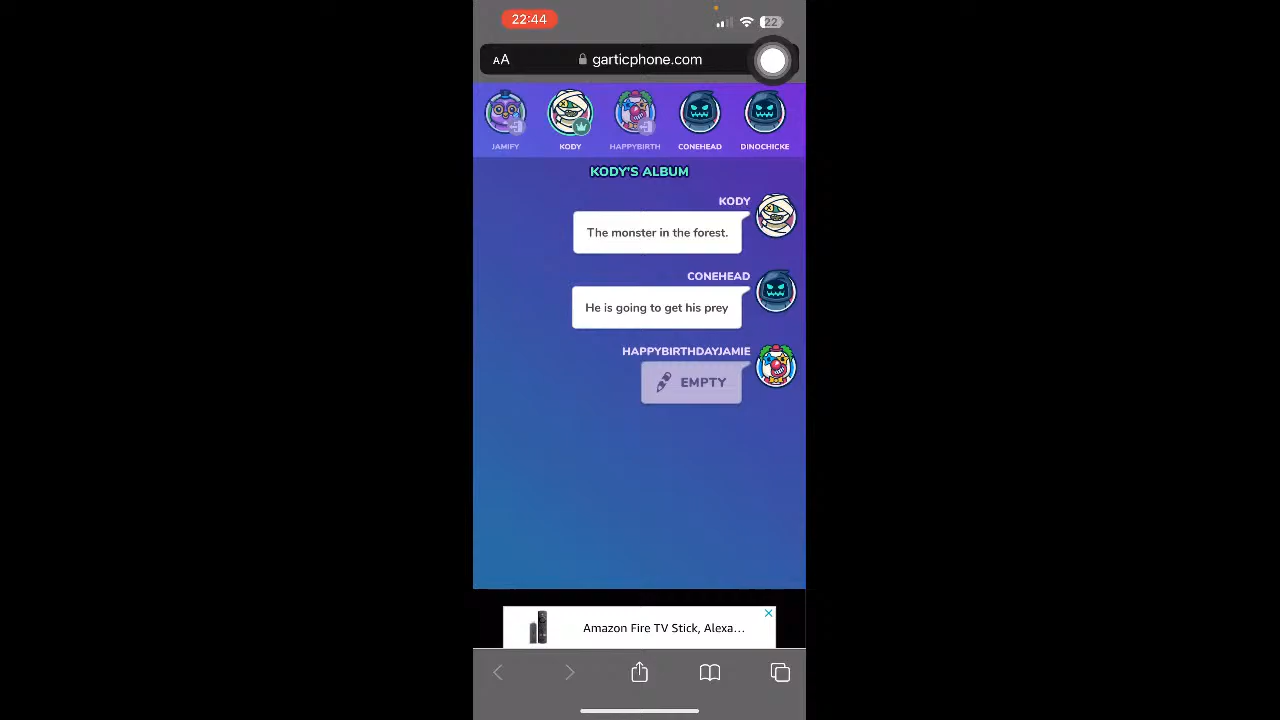 22:44
22
AA
garticphone.com
JAMIFY
KODY
HAPPYBIRTH
CONEHEAD
DINOCHICKE
KODY'S ALBUM
KODY
The monster in the forest.
CONEHEAD
He is going to get his prey
HAPPYBIRTHDAYJAMIE
EMPTY
Amazon Fire TV Stick, Alexa...